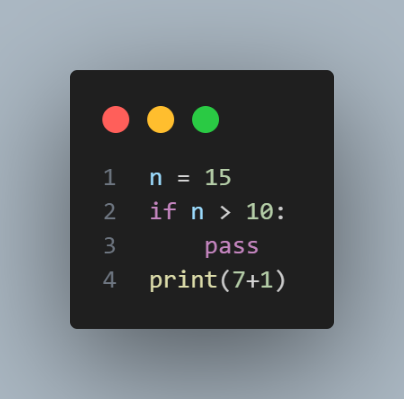 1 n = 15
2 if n > 10:
3     pass
4 print(7+1)